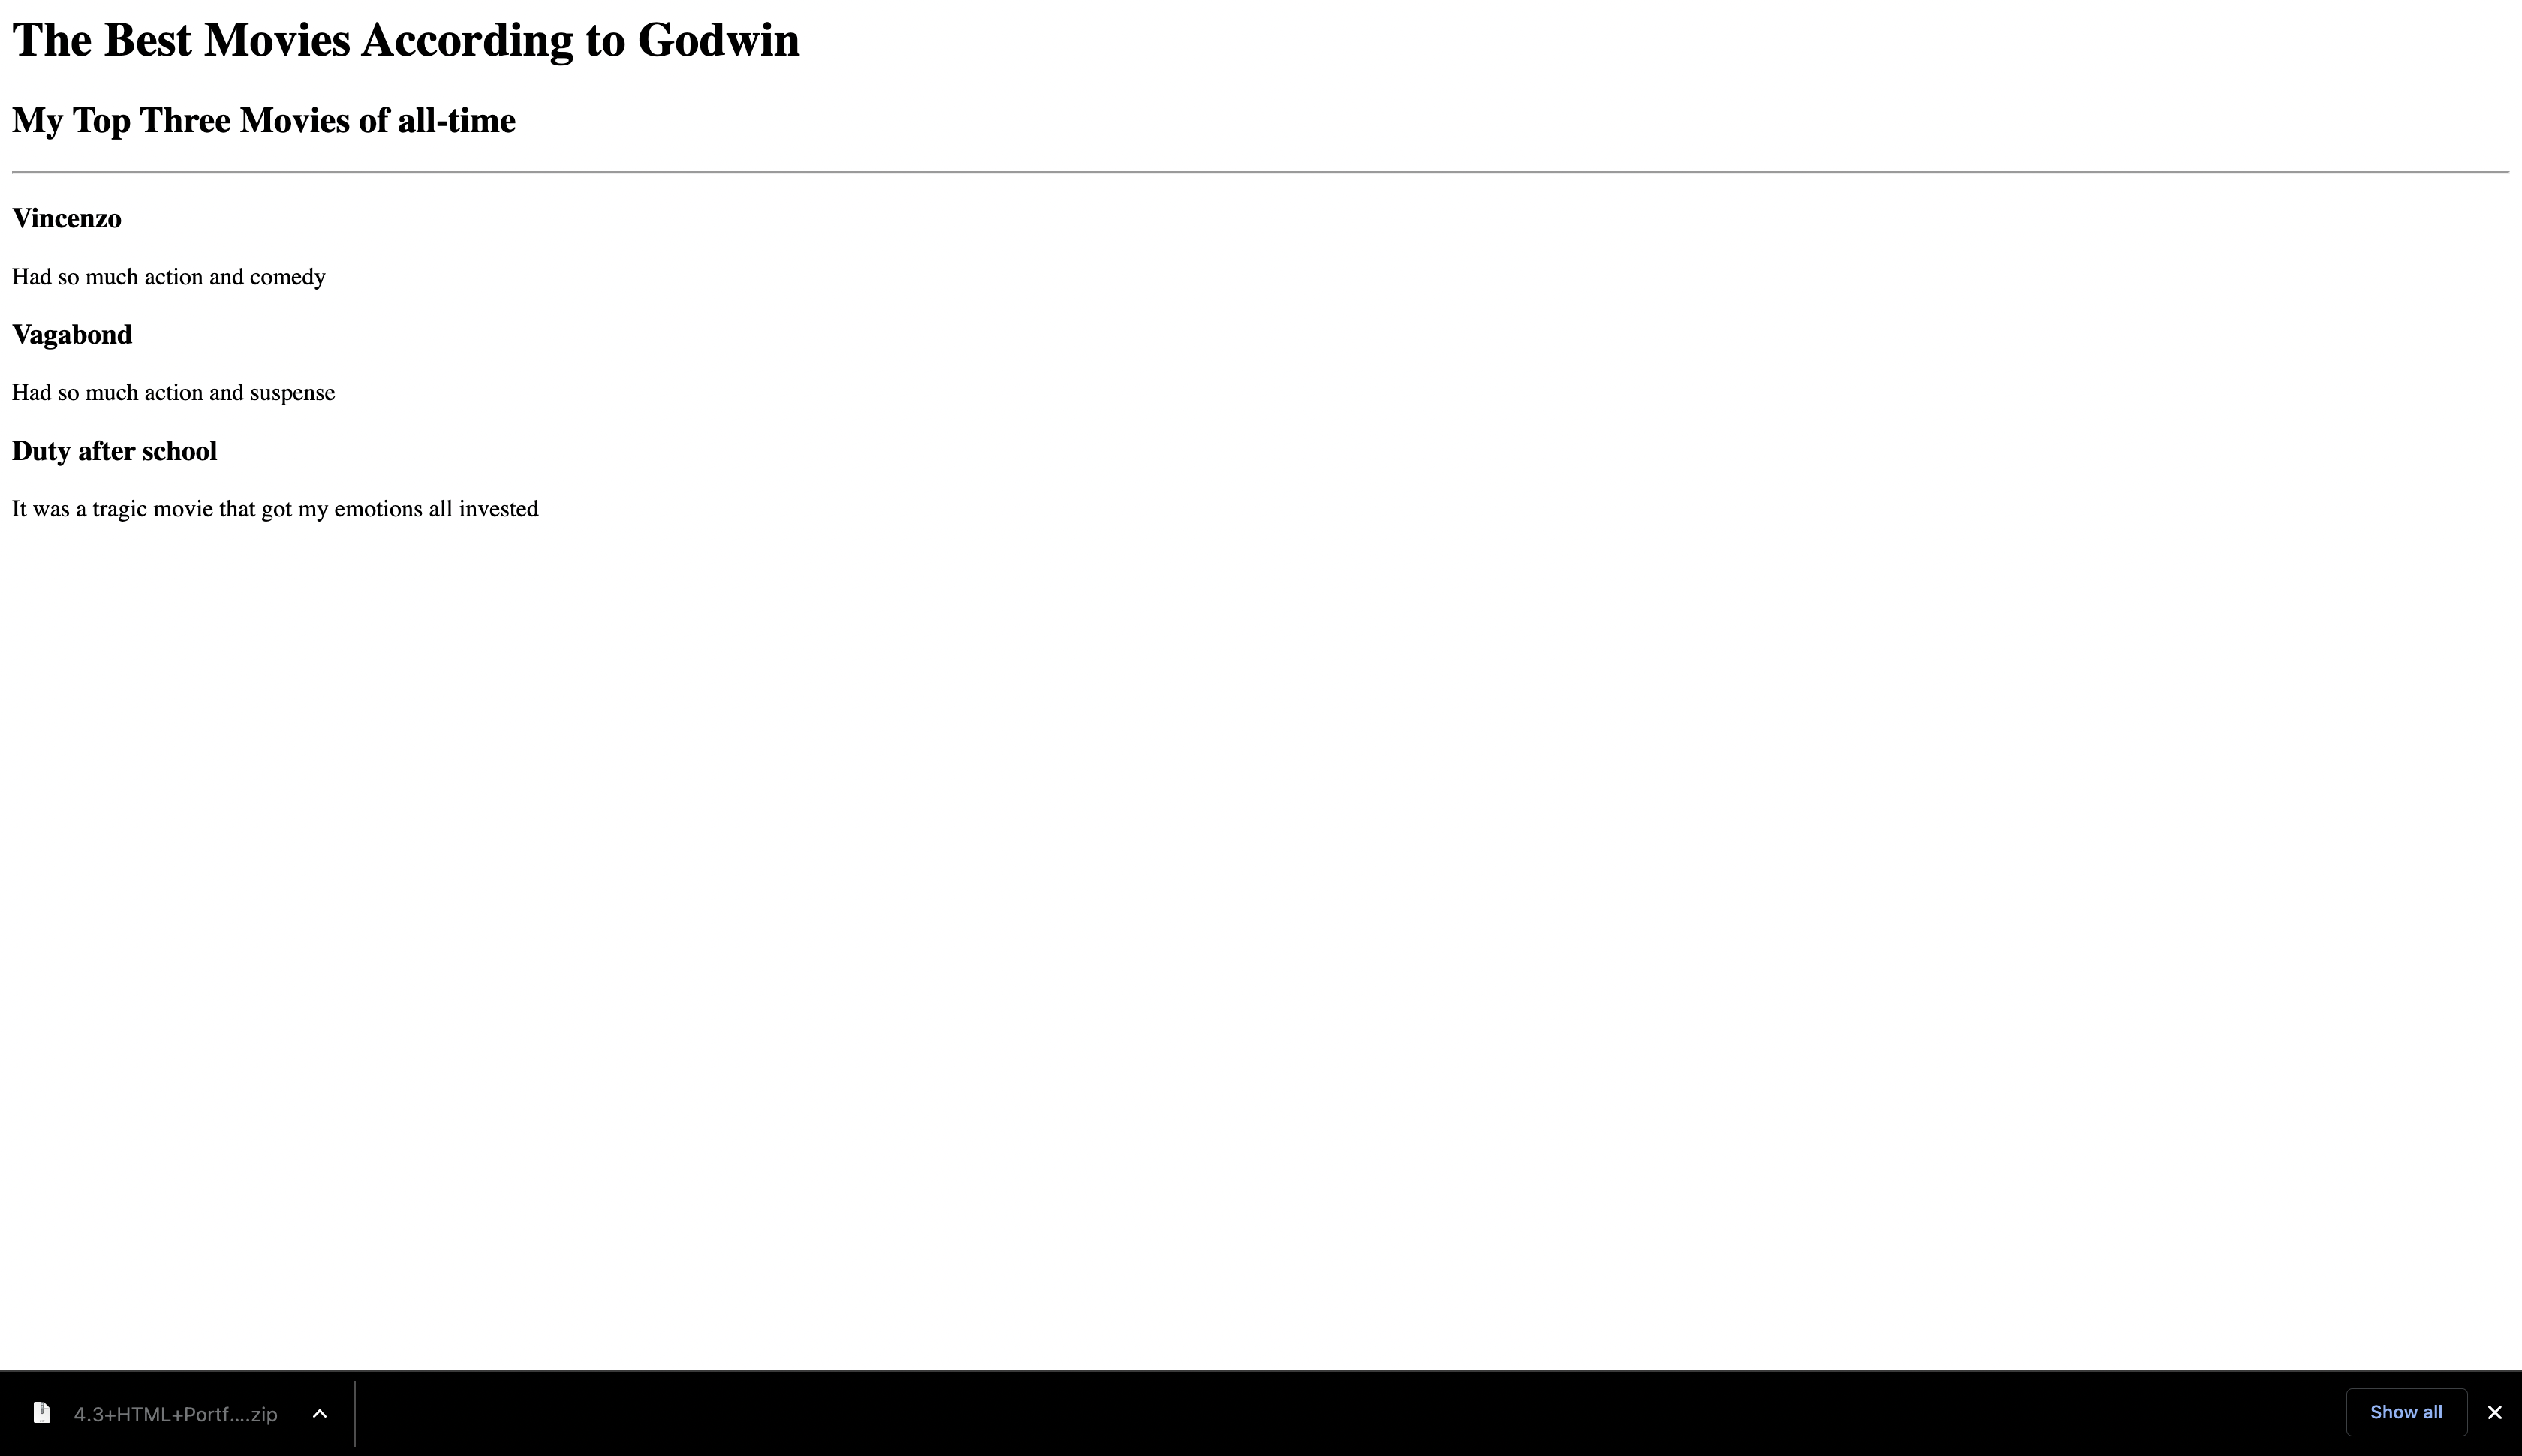 The Best Movies According to Godwin
My Top Three Movies of all-time
Vincenzo
Had so much action and comedy
Vagabond
Had so much action and suspense
Duty after school
It was a tragic movie that got my emotions all invested
4.3+HTML+Portf....zip
Show all